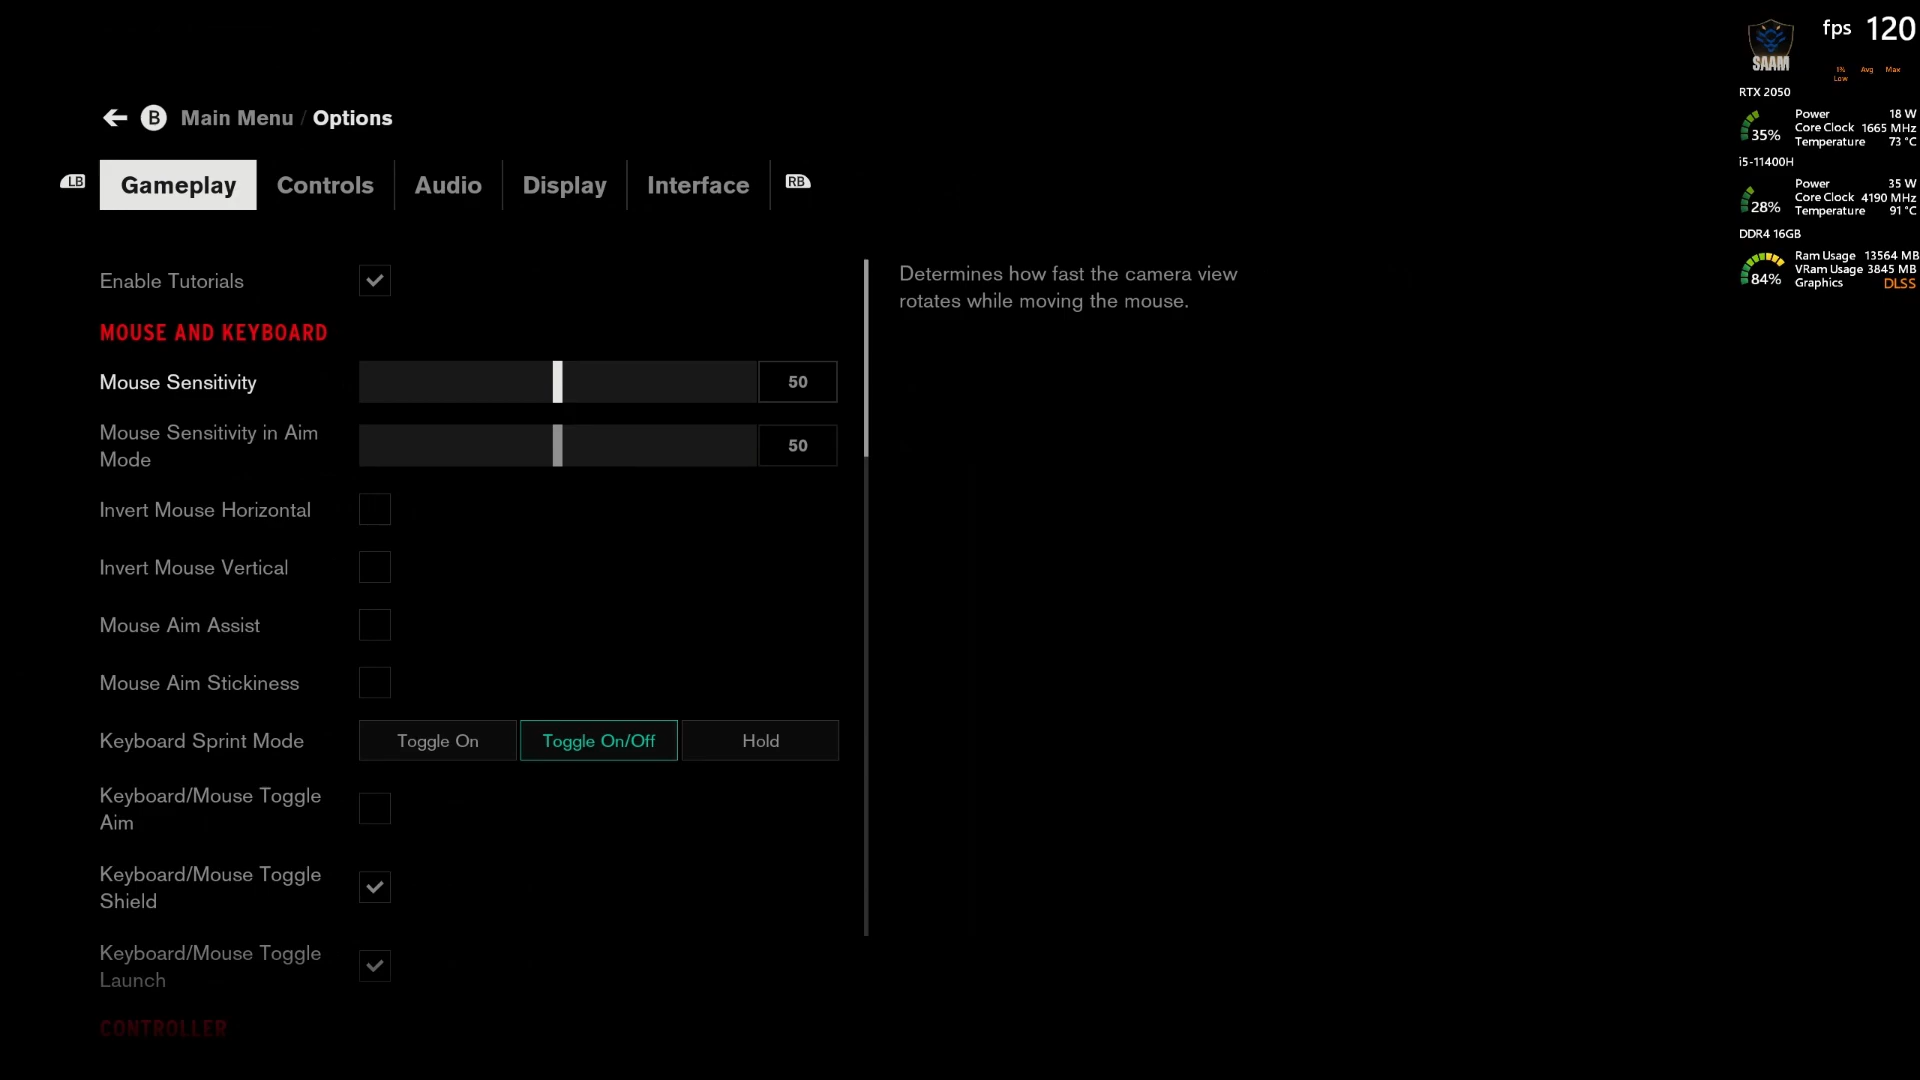 SAAM
fps 120
1% Low Avg Max
RTX 2050
35%
Power 18 W
Core Clock 1665 MHz
Temperature 73 °C
i5-11400H
28%
Power 35 W
Core Clock 4190 MHz
Temperature 91 °C
DDR4 16GB
84%
Ram Usage 13564 MB
VRam Usage 3845 MB
Graphics DLSS
B Main Menu / Options
LB Gameplay Controls Audio Display Interface RB
Enable Tutorials
MOUSE AND KEYBOARD
Mouse Sensitivity 50
Mouse Sensitivity in Aim
Mode
50
Invert Mouse Horizontal
Invert Mouse Vertical
Mouse Aim Assist
Mouse Aim Stickiness
Keyboard Sprint Mode Toggle On Toggle On/Off Hold
Keyboard/Mouse Toggle
Aim
Keyboard/Mouse Toggle
Shield
Keyboard/Mouse Toggle
Launch
CONTROLLER
Determines how fast the camera view
rotates while moving the mouse.